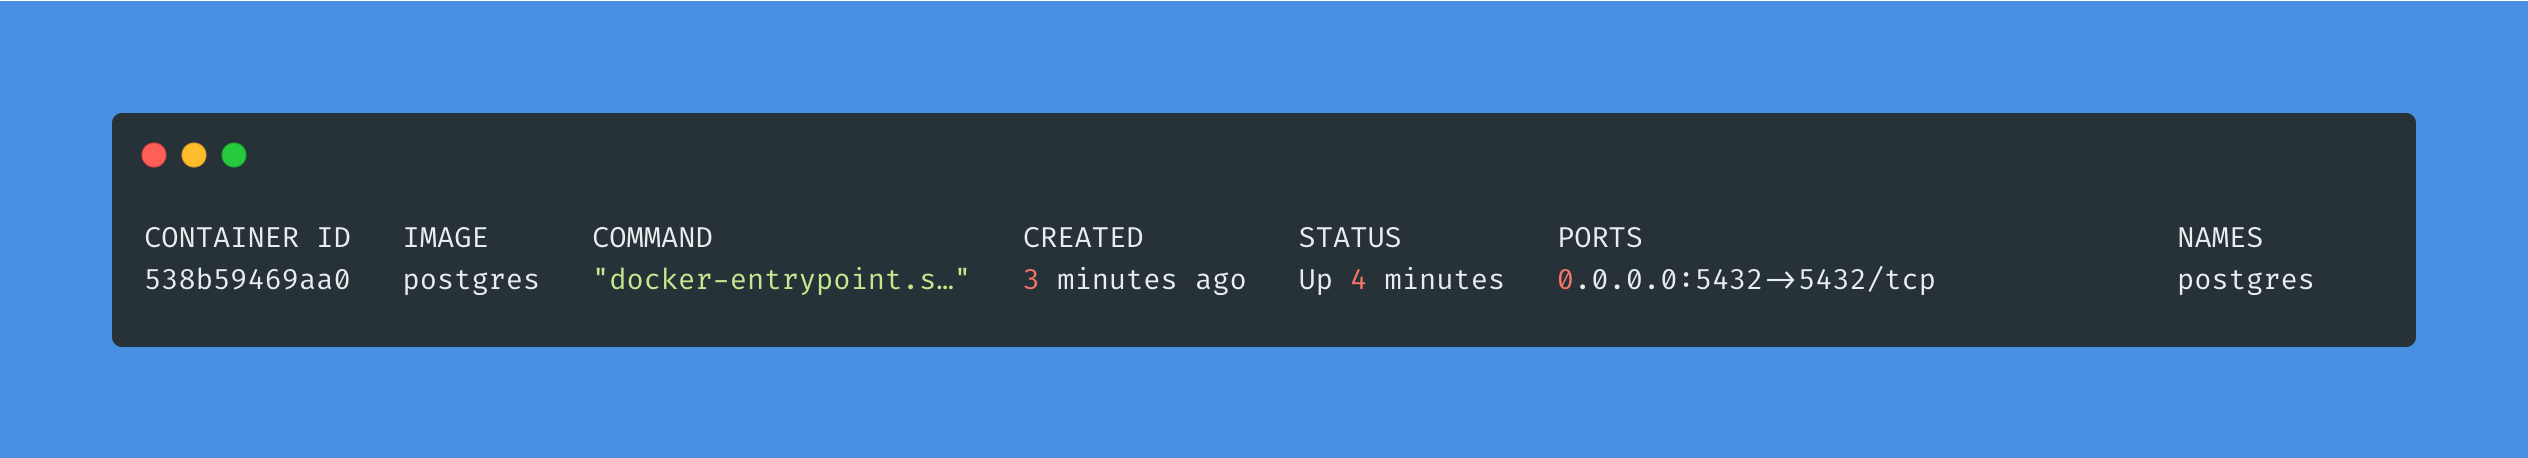 CONTAINER ID   IMAGE      COMMAND                  CREATED         STATUS         PORTS                               NAMES
538b59469aa0   postgres   "docker-entrypoint.s…"   3 minutes ago   Up 4 minutes   0.0.0.0:5432->5432/tcp              postgres